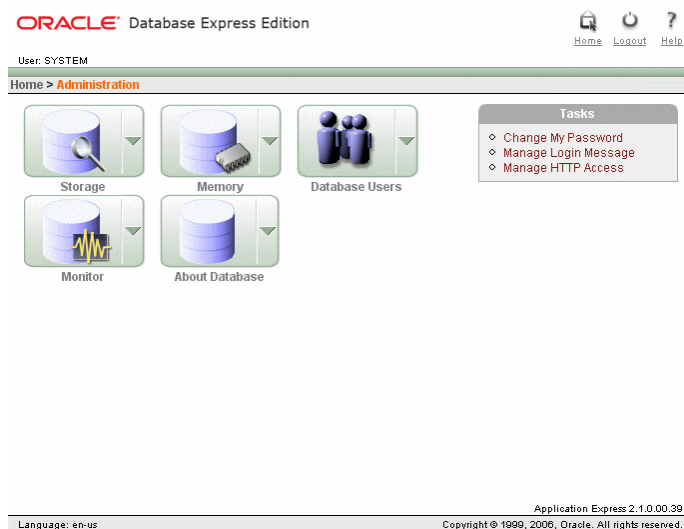 ORACLE Database Express Edition
Home Logout Help
User: SYSTEM
Home > Administration
Storage
Memory
Database Users
Monitor
About Database
Tasks
Change My Password
Manage Login Message
Manage HTTP Access
Application Express 2.1.0.00.39
Language: en-us
Copyright © 1999, 2006, Oracle. All rights reserved.